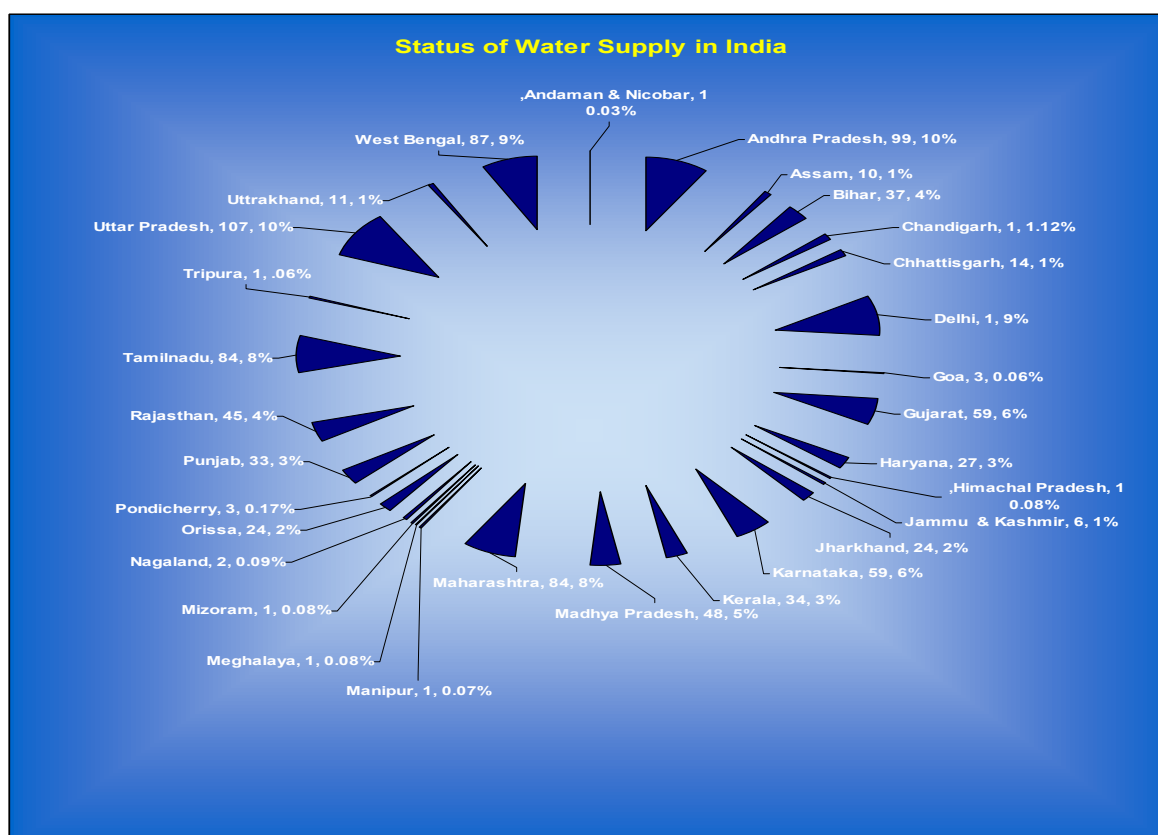 Status of Water Supply in India
,Andaman & Nicobar, 1
0.03%
Andhra Pradesh, 99, 10%
Assam, 10, 1%
Bihar, 37, 4%
Chandigarh, 1, 1.12%
Chhattisgarh, 14, 1%
Delhi, 1, 9%
Goa, 3, 0.06%
Gujarat, 59, 6%
Haryana, 27, 3%
,Himachal Pradesh, 1
0.08%
Jammu & Kashmir, 6, 1%
Jharkhand, 24, 2%
Karnataka, 59, 6%
Kerala, 34, 3%
Madhya Pradesh, 48, 5%
Maharashtra, 84, 8%
Manipur, 1, 0.07%
Meghalaya, 1, 0.08%
Mizoram, 1, 0.08%
Nagaland, 2, 0.09%
Orissa, 24, 2%
Pondicherry, 3, 0.17%
Punjab, 33, 3%
Rajasthan, 45, 4%
Tamilnadu, 84, 8%
Tripura, 1, .06%
Uttar Pradesh, 107, 10%
Uttrakhand, 11, 1%
West Bengal, 87, 9%